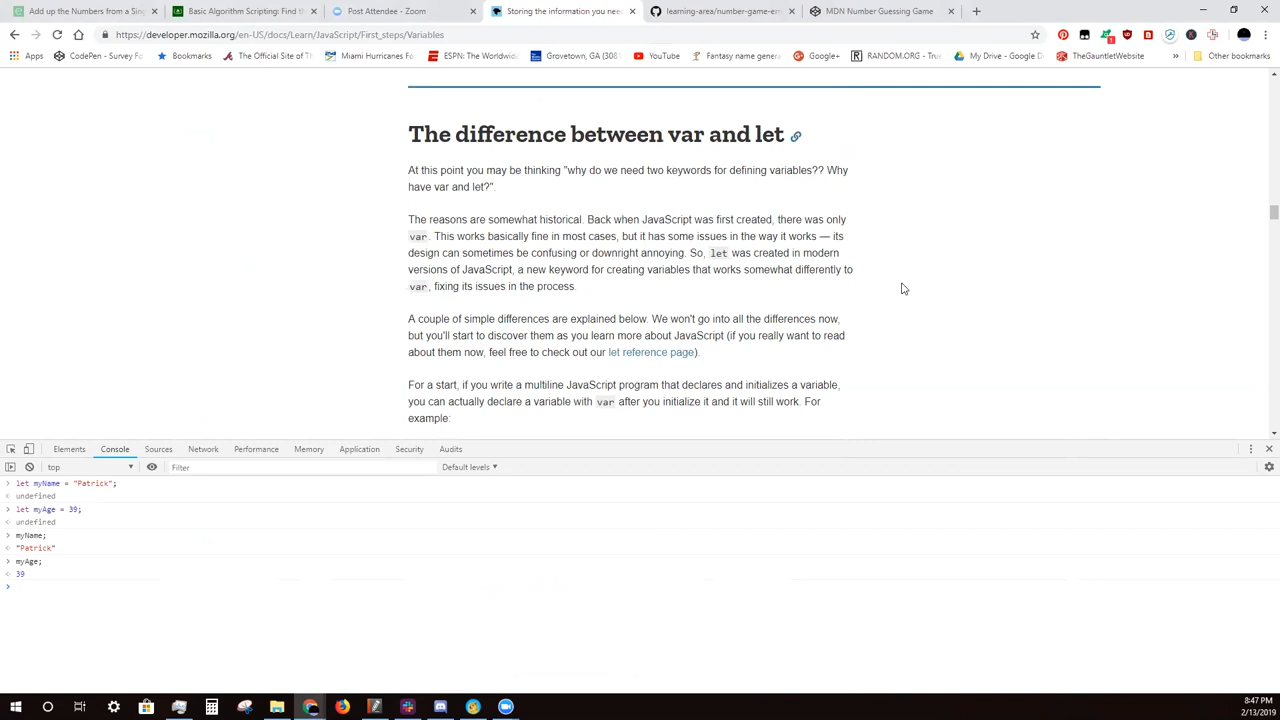 Add up the Numbers from a Sin
Basic Algorithm Scripting: Find th
Post Attendee - Zoom
Storing the information you nee
learning-area/number-game-erro
MDN Number Guessing Game
https://developer.mozilla.org/en-US/docs/Learn/JavaScript/First_steps/Variables
Apps CodePen - Survey Fo Bookmarks The Official Site of Th Miami Hurricanes Foot ESPN: The Worldwide Grovetown, GA (3081 YouTube Fantasy name genera Google+ RANDOM.ORG - True My Drive - Google D TheGauntletWebsite » Other bookmarks
The difference between var and let
At this point you may be thinking "why do we need two keywords for defining variables?? Why
have var and let?".
The reasons are somewhat historical. Back when JavaScript was first created, there was only
var. This works basically fine in most cases, but it has some issues in the way it works — its
design can sometimes be confusing or downright annoying. So, let was created in modern
versions of JavaScript, a new keyword for creating variables that works somewhat differently to
var, fixing its issues in the process.
A couple of simple differences are explained below. We won't go into all the differences now,
but you'll start to discover them as you learn more about JavaScript (if you really want to read
about them now, feel free to check out our let reference page).
For a start, if you write a multiline JavaScript program that declares and initializes a variable,
you can actually declare a variable with var after you initialize it and it will still work. For
example:
Elements Console Sources Network Performance Memory Application Security Audits
top Filter Default levels
let myName = "Patrick";
undefined
let myAge = 39;
undefined
myName;
"Patrick"
myAge;
39
8:47 PM
2/13/2019